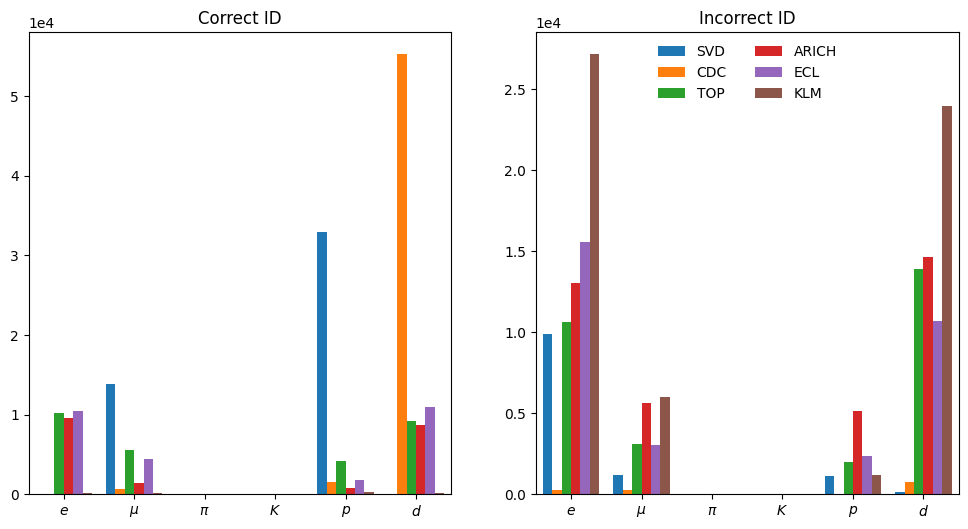 Correct ID
1e4
5
4
3
2
1
0
e μ π K p d
Incorrect ID
1e4
SVD ARICH
CDC ECL
TOP KLM
2.5
2.0
1.5
1.0
0.5
0.0
e μ π K p d